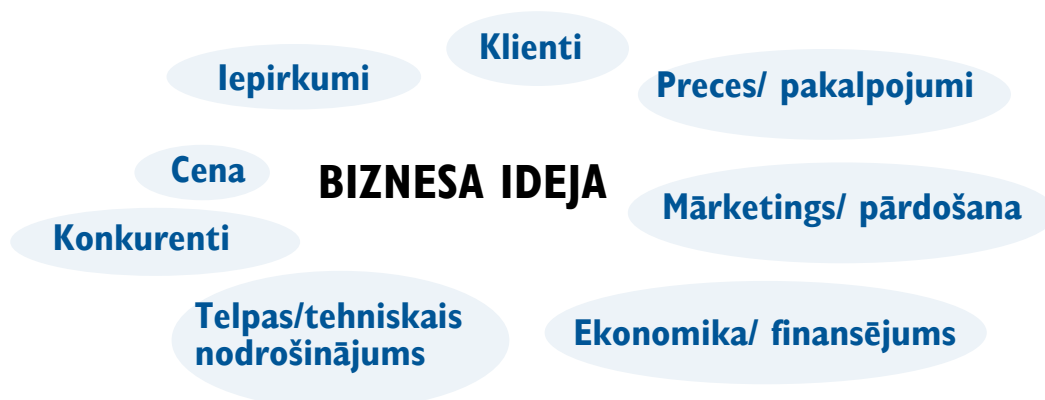 Klienti
Iepirkumi
Preces/ pakalpojumi
Cena
BIZNESA IDEJA
Mārketings/ pārdošana
Konkurenti
Telpas/tehniskais
nodrošinājums
Ekonomika/ finansējums